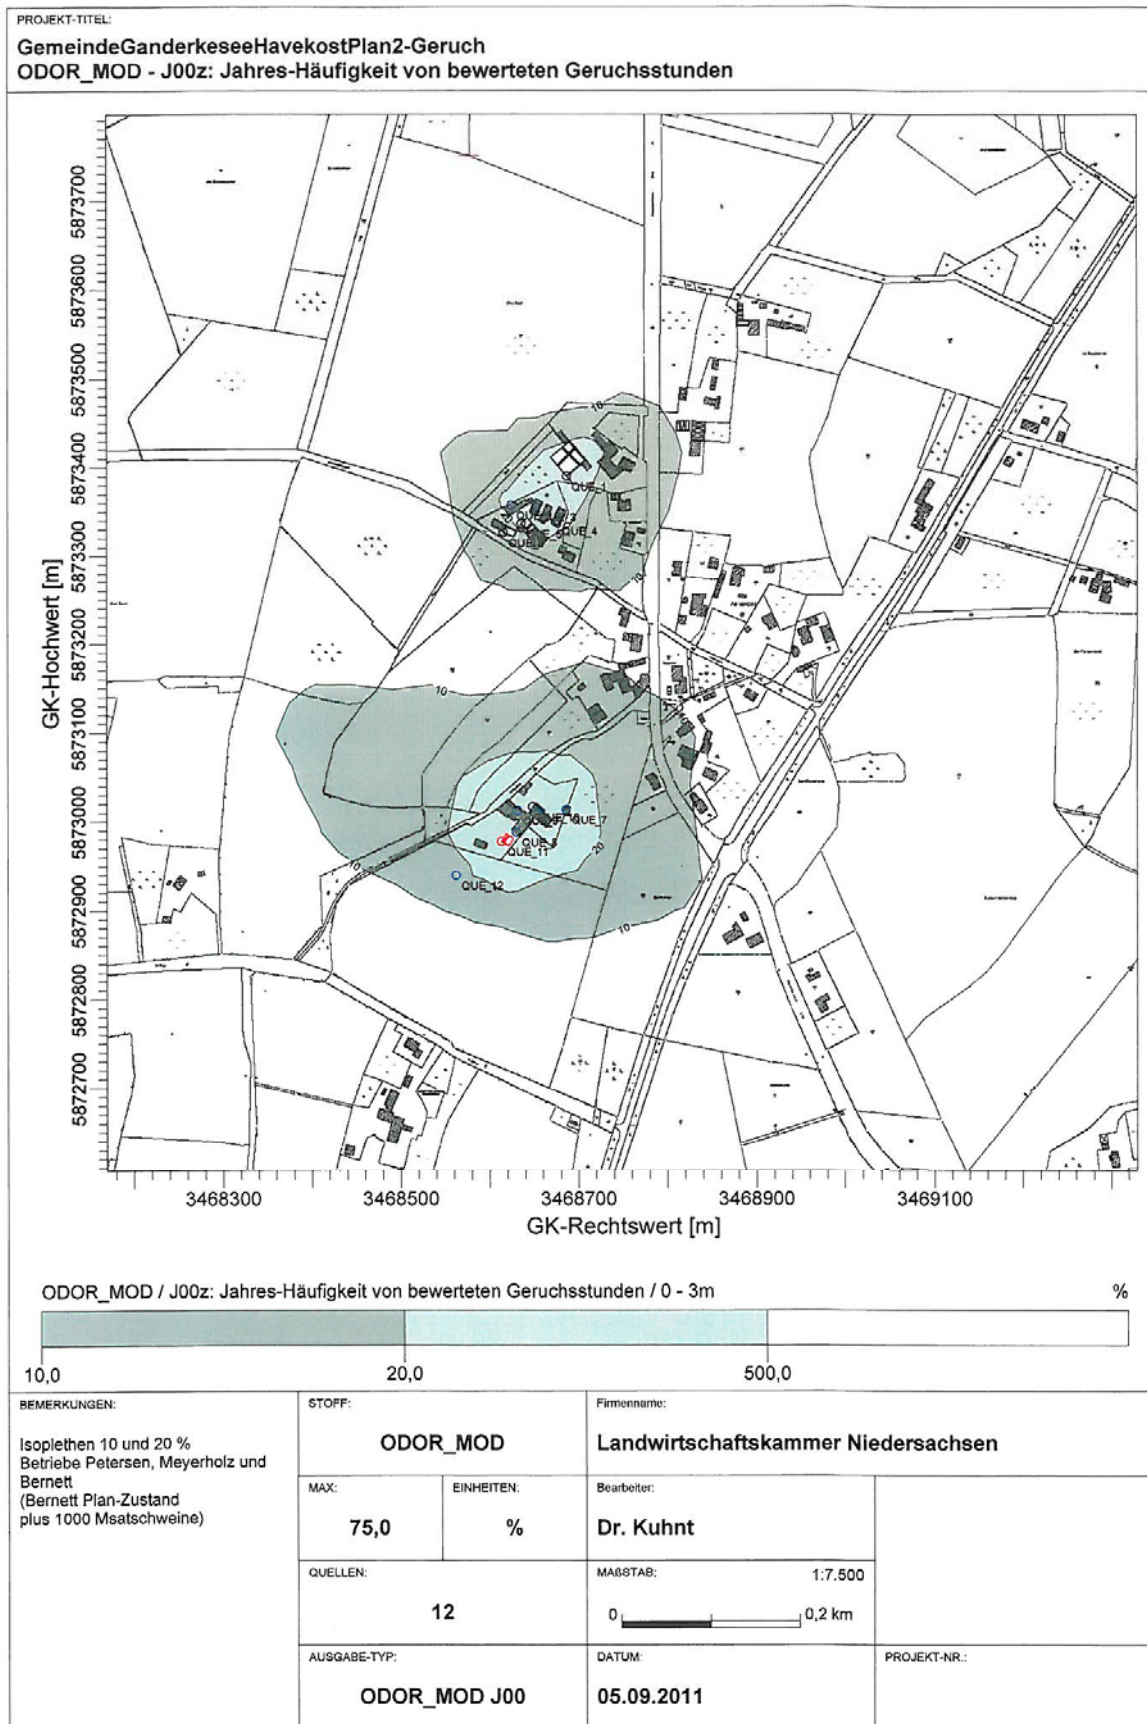 PROJEKT-TITEL:
GemeindeGanderkeseeHavekostPlan2-Geruch
ODOR_MOD - J00z: Jahres-Häufigkeit von bewerteten Geruchsstunden
GK-Hochwert [m]
5873700
5873600
5873500
5873400
5873300
5873200
5873100
5873000
5872900
5872800
5872700
10
QUE_1
QUE_4
10
10
QUE_7
QUE_8
QUE_11
20
QUE_12
10
10
3468300
3468500
3468700
3468900
3469100
GK-Rechtswert [m]
ODOR_MOD / J00z: Jahres-Häufigkeit von bewerteten Geruchsstunden / 0 - 3m
%
10,0
20,0
500,0
BEMERKUNGEN:
Isoplethen 10 und 20 %
Betriebe Petersen, Meyerholz und
Bernett
(Bernett Plan-Zustand
plus 1000 Msatschweine)
STOFF:
ODOR_MOD
Firmenname:
Landwirtschaftskammer Niedersachsen
MAX:
75,0
EINHEITEN:
%
Bearbeiter:
Dr. Kuhnt
QUELLEN:
12
MAßSTAB:
1:7.500
0
0,2 km
AUSGABE-TYP:
ODOR_MOD J00
DATUM:
05.09.2011
PROJEKT-NR.: